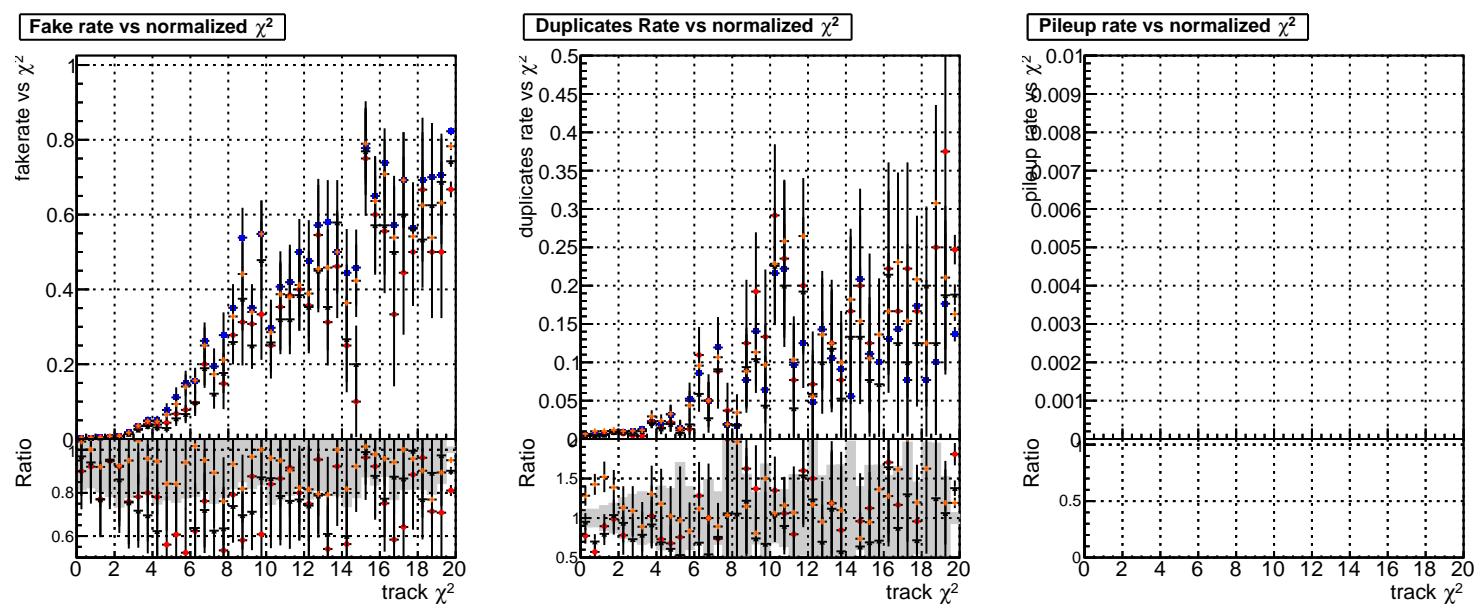 Fake rate vs normalized χ²
fakerate vs χ²
1
0.8
0.6
0.4
0.2
0
Ratio
1
0.8
0.6
0 2 4 6 8 10 12 14 16 18 20
track χ²
Duplicates Rate vs normalized χ²
duplicates rate vs χ²
0.5
0.45
0.4
0.35
0.3
0.25
0.2
0.15
0.1
0.05
0
Ratio
1.5
1
0.5
0 2 4 6 8 10 12 14 16 18 20
track χ²
Pileup rate vs normalized χ²
pileup rate vs χ²
0.01
0.009
0.008
0.007
0.006
0.005
0.004
0.003
0.002
0.001
0
Ratio
1
0.5
0
0 2 4 6 8 10 12 14 16 18 20
track χ²